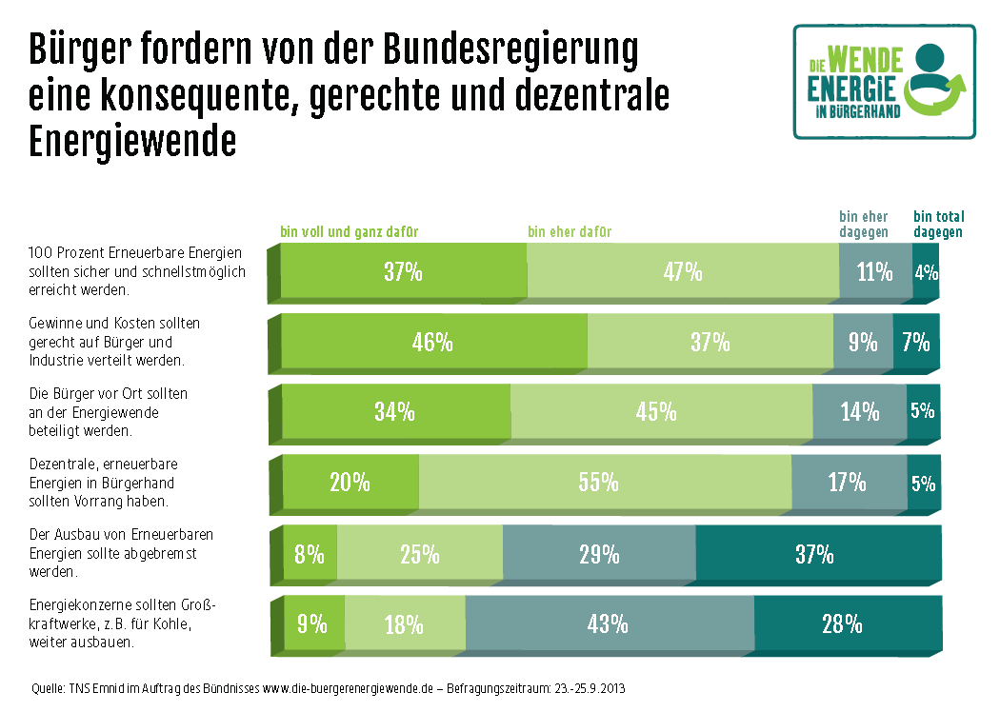 Bürger fordern von der Bundesregierung
eine konsequente, gerechte und dezentrale
Energiewende
DIE WENDE
ENERGIE
IN BÜRGERHAND
bin voll und ganz dafür
bin eher dafür
bin eher
dagegen
bin total
dagegen
100 Prozent Erneuerbare Energien
sollten sicher und schnellstmöglich
erreicht werden.
37% 47% 11% 4%
Gewinne und Kosten sollten
gerecht auf Bürger und
Industrie verteilt werden.
46% 37% 9% 7%
Die Bürger vor Ort sollten
an der Energiewende
beteiligt werden.
34% 45% 14% 5%
Dezentrale, erneuerbare
Energien in Bürgerhand
sollten Vorrang haben.
20% 55% 17% 5%
Der Ausbau von Erneuerbaren
Energien sollte abgebremst
werden.
8% 25% 29% 37%
Energiekonzerne sollten Groß-
kraftwerke, z.B. für Kohle,
weiter ausbauen.
9% 18% 43% 28%
Quelle: TNS Emnid im Auftrag des Bündnisses www.die-buergerenergiewende.de – Befragungszeitraum: 23.-25.9.2013